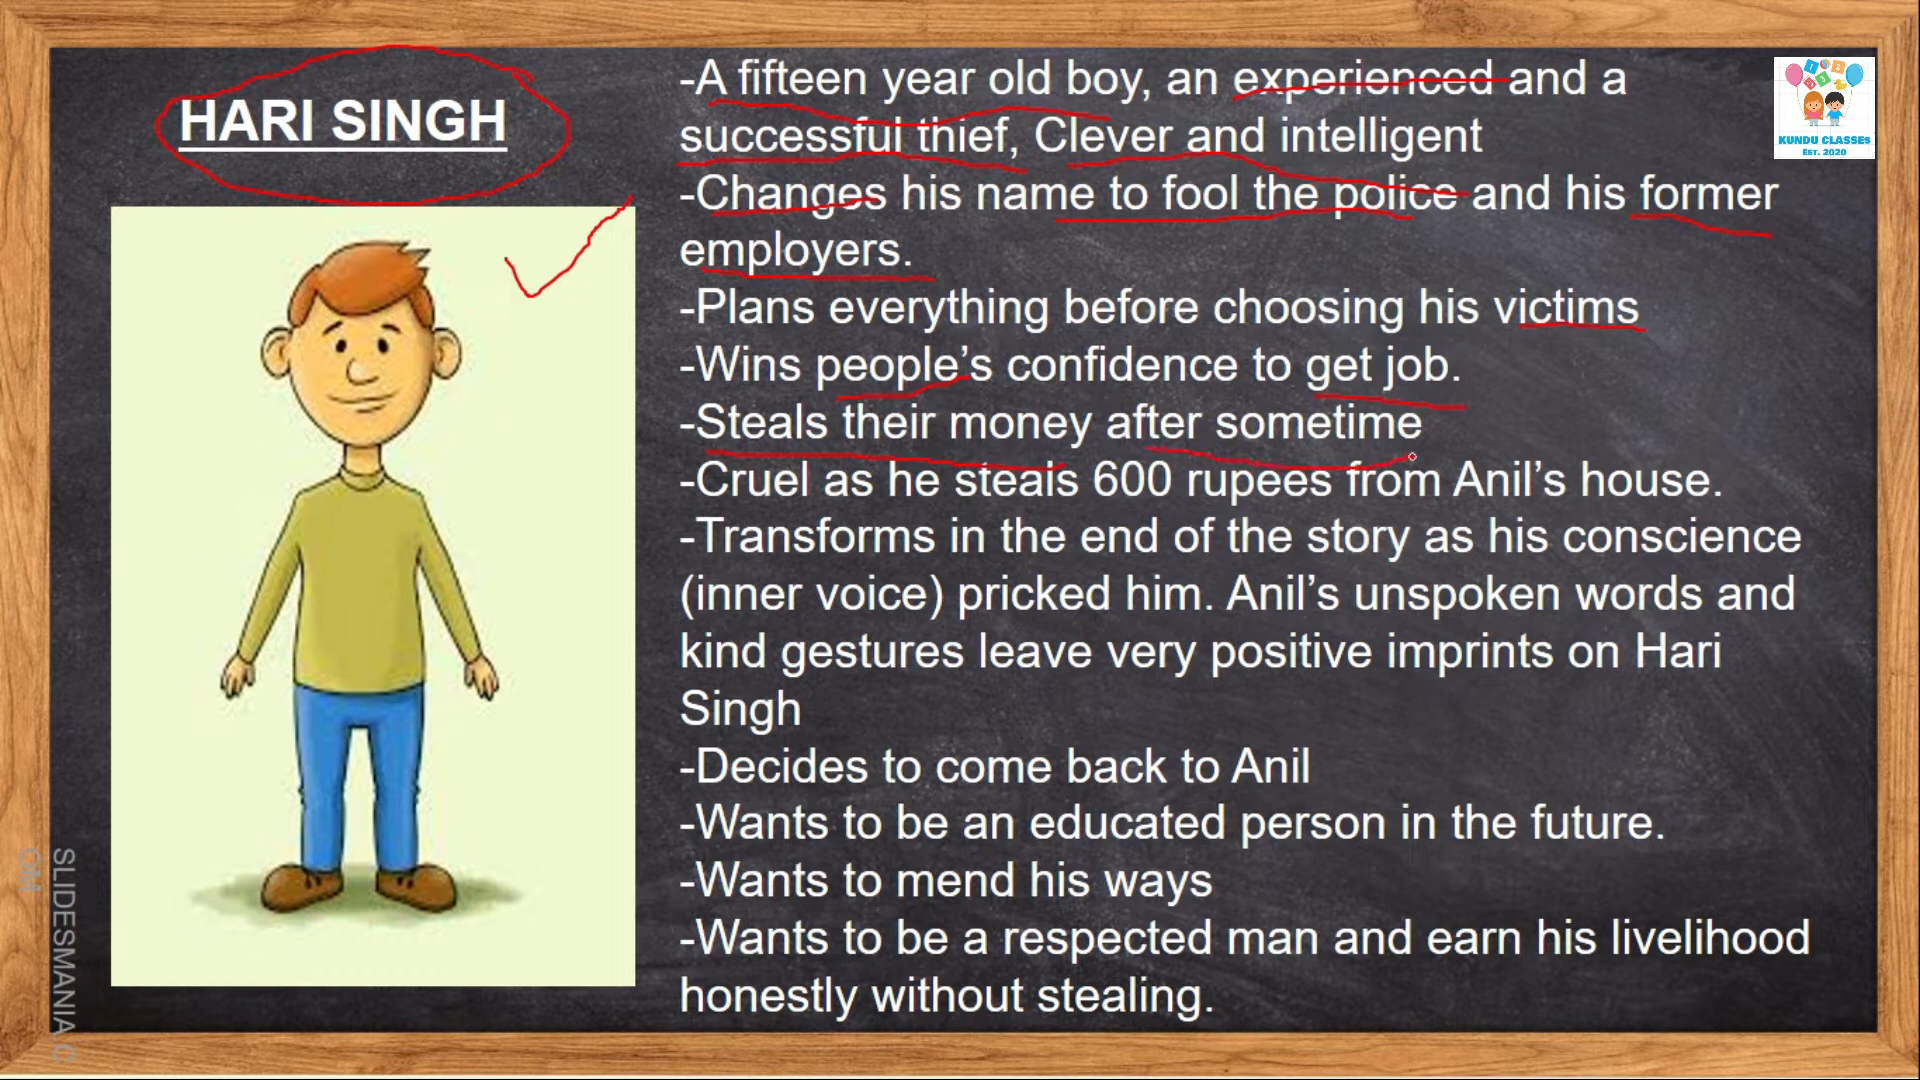 HARI SINGH
-A fifteen year old boy, an experienced and a
successful thief, Clever and intelligent
-Changes his name to fool the police and his former
employers.
-Plans everything before choosing his victims
-Wins people’s confidence to get job.
-Steals their money after sometime
-Cruel as he steals 600 rupees from Anil’s house.
-Transforms in the end of the story as his conscience
(inner voice) pricked him. Anil’s unspoken words and
kind gestures leave very positive imprints on Hari
Singh
-Decides to come back to Anil
-Wants to be an educated person in the future.
-Wants to mend his ways
-Wants to be a respected man and earn his livelihood
honestly without stealing.
KUNDU CLASSEs
EST. 2020
SLIDESMANIA.C
OM